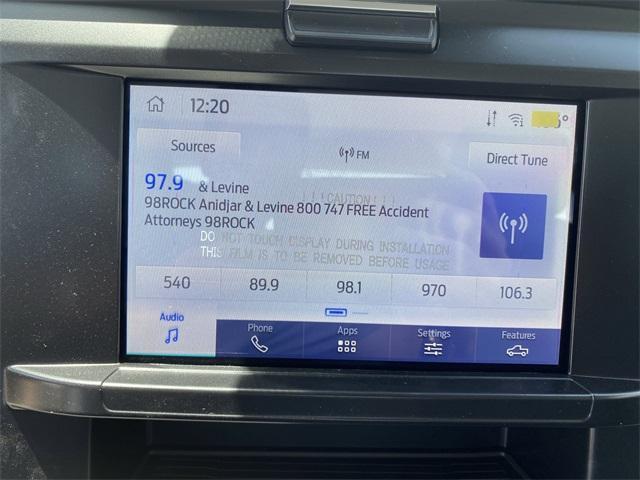 12:20
Sources
FM
Direct Tune
97.9 & Levine
!!! CAUTION !!!
98ROCK Anidjar & Levine 800 747 FREE Accident
Attorneys 98ROCK
DO NOT TOUCH DISPLAY DURING INSTALLATION
THIS FILM IS TO BE REMOVED BEFORE USAGE
540 89.9 98.1 970 106.3
Audio Phone Apps Settings Features